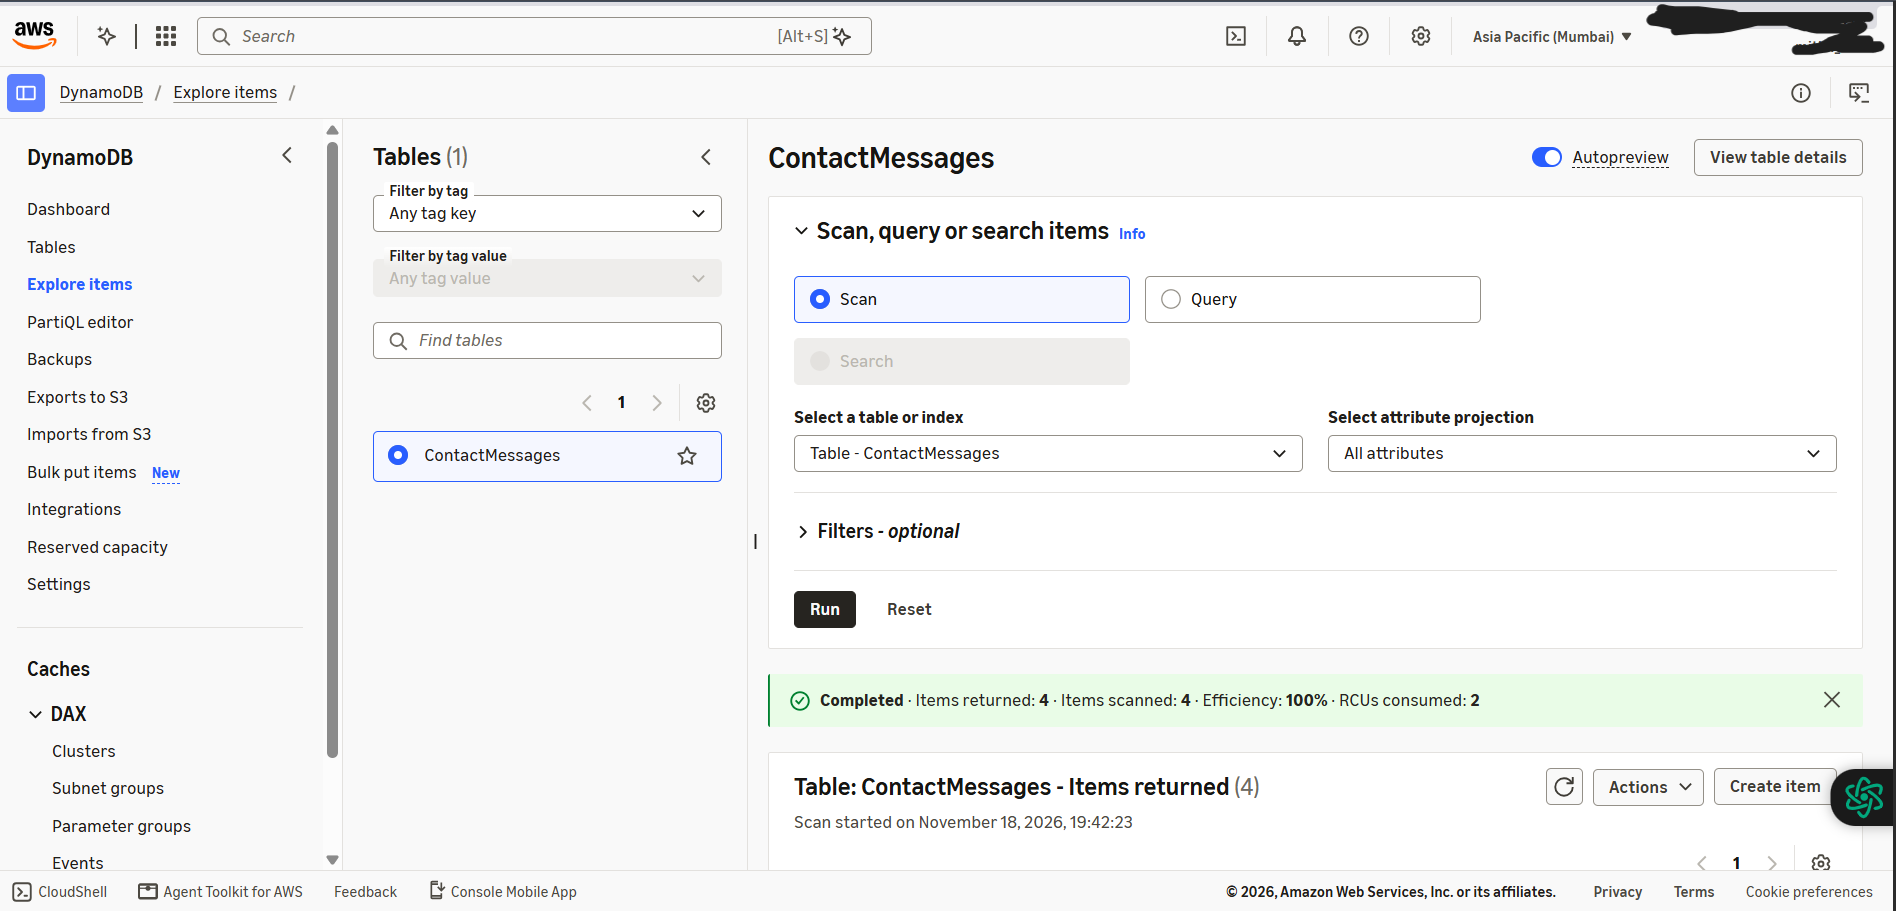 aws
Search [Alt+S]
Asia Pacific (Mumbai)
DynamoDB / Explore items /
DynamoDB
Dashboard
Tables
Explore items
PartiQL editor
Backups
Exports to S3
Imports from S3
Bulk put items New
Integrations
Reserved capacity
Settings
Caches
DAX
Clusters
Subnet groups
Parameter groups
Events
Tables (1)
Filter by tag
Any tag key
Filter by tag value
Any tag value
Find tables
1
ContactMessages
ContactMessages
Autopreview
View table details
Scan, query or search items Info
Scan
Query
Search
Select a table or index
Table - ContactMessages
Select attribute projection
All attributes
Filters - optional
Run
Reset
Completed · Items returned: 4 · Items scanned: 4 · Efficiency: 100% · RCUs consumed: 2
Table: ContactMessages - Items returned (4)
Scan started on November 18, 2026, 19:42:23
Actions
Create item
1
CloudShell
Agent Toolkit for AWS
Feedback
Console Mobile App
© 2026, Amazon Web Services, Inc. or its affiliates.
Privacy
Terms
Cookie preferences